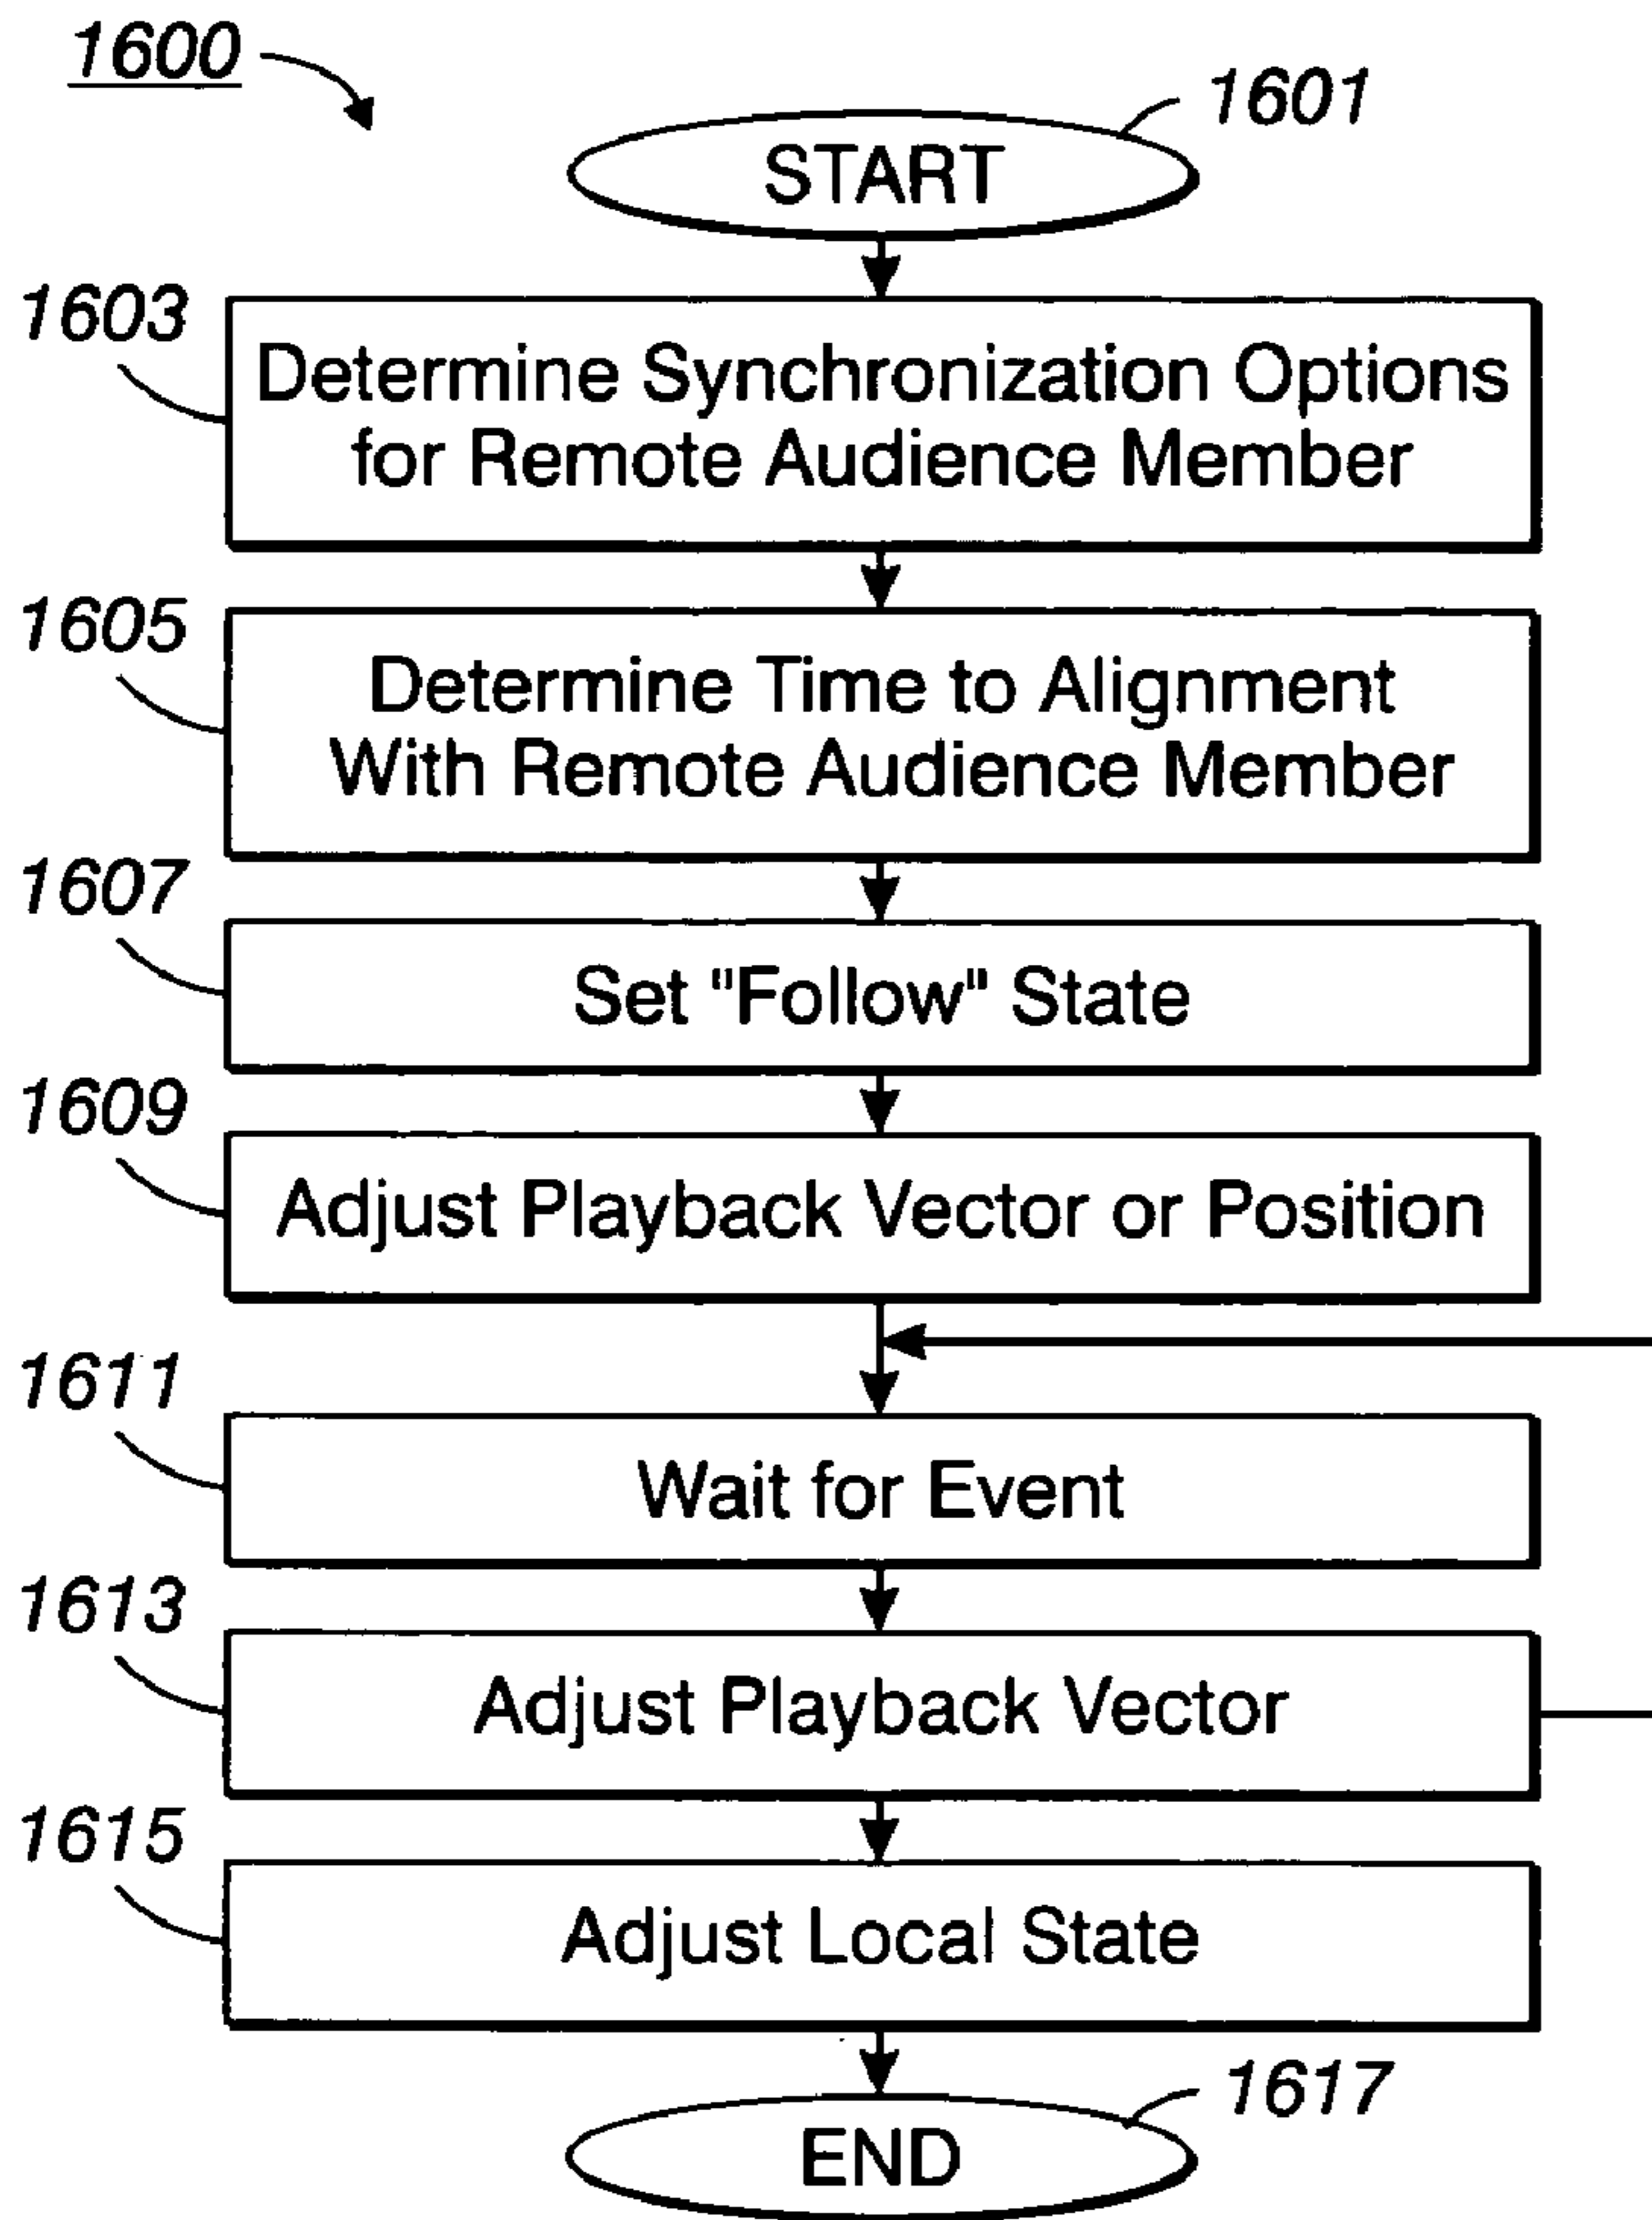 1600
1601
START
1603
Determine Synchronization Options
for Remote Audience Member
1605
Determine Time to Alignment
With Remote Audience Member
1607
Set "Follow" State
1609
Adjust Playback Vector or Position
1611
Wait for Event
1613
Adjust Playback Vector
1615
Adjust Local State
1617
END